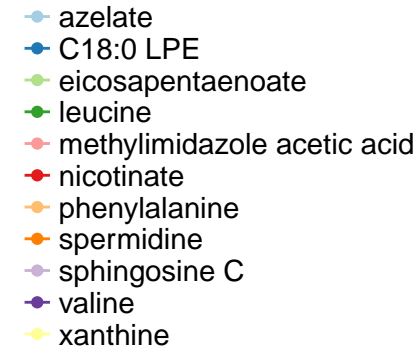 azelate
C18:0 LPE
eicosapentaenoate
leucine
methylimidazole acetic acid
nicotinate
phenylalanine
spermidine
sphingosine C
valine
xanthine